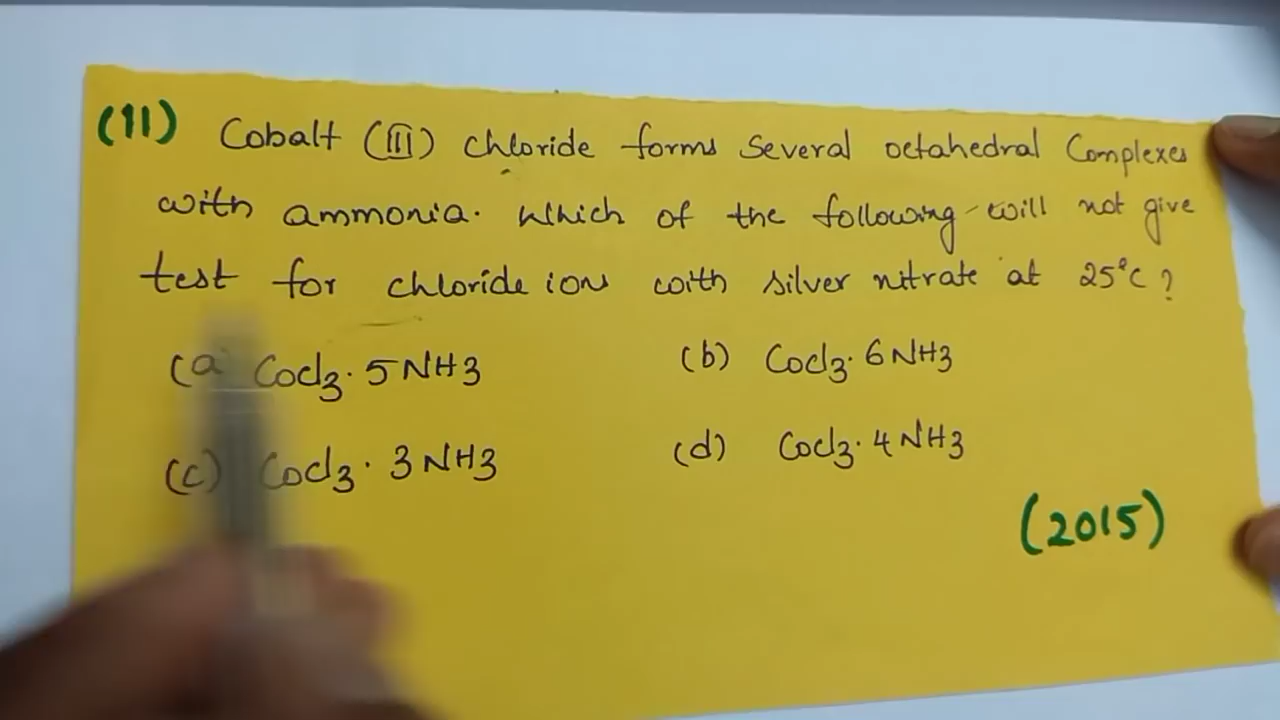 (11) Cobalt (III) chloride forms several octahedral Complexes
with ammonia. Which of the following will not give
test for chloride ions with silver nitrate at 25°C ?
(a CoCl3. 5NH3 (b) CoCl3. 6NH3
(c) CoCl3. 3NH3 (d) CoCl3. 4NH3
(2015)